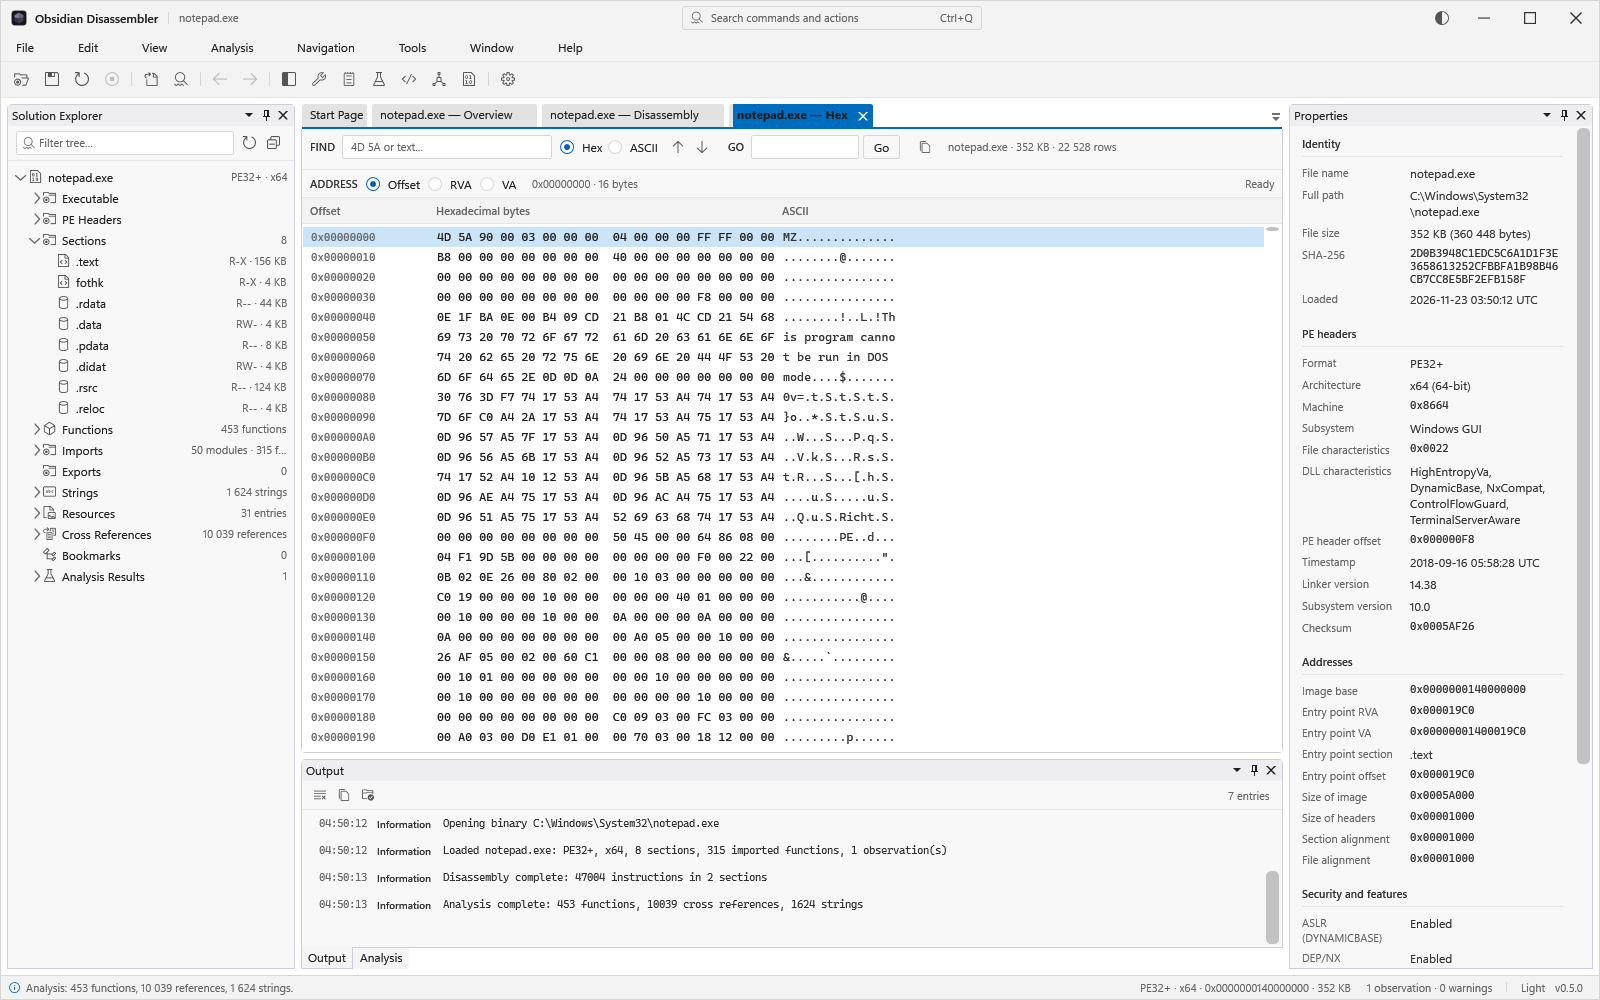 Obsidian Disassembler notepad.exe Search commands and actions Ctrl+Q
File Edit View Analysis Navigation Tools Window Help
Solution Explorer
Filter tree...
notepad.exe PE32+ · x64
Executable
PE Headers
Sections 8
.text R-X · 156 KB
fothk R-X · 4 KB
.rdata R-- · 44 KB
.data RW- · 4 KB
.pdata R-- · 8 KB
.didat RW- · 4 KB
.rsrc R-- · 124 KB
.reloc R-- · 4 KB
Functions 453 functions
Imports 50 modules · 315 f...
Exports 0
Strings 1 624 strings
Resources 31 entries
Cross References 10 039 references
Bookmarks 0
Analysis Results 1
Start Page notepad.exe — Overview notepad.exe — Disassembly notepad.exe — Hex
FIND 4D 5A or text... Hex ASCII GO Go notepad.exe · 352 KB · 22 528 rows
ADDRESS Offset RVA VA 0x00000000 · 16 bytes Ready
Offset Hexadecimal bytes ASCII
0x00000000 4D 5A 90 00 03 00 00 00 04 00 00 00 FF FF 00 00 MZ..............
0x00000010 B8 00 00 00 00 00 00 00 40 00 00 00 00 00 00 00 ........@.......
0x00000020 00 00 00 00 00 00 00 00 00 00 00 00 00 00 00 00 ................
0x00000030 00 00 00 00 00 00 00 00 00 00 00 00 F8 00 00 00 ................
0x00000040 0E 1F BA 0E 00 B4 09 CD 21 B8 01 4C CD 21 54 68 ........!..L.!Th
0x00000050 69 73 20 70 72 6F 67 72 61 6D 20 63 61 6E 6E 6F is program canno
0x00000060 74 20 62 65 20 72 75 6E 20 69 6E 20 44 4F 53 20 t be run in DOS
0x00000070 6D 6F 64 65 2E 0D 0D 0A 24 00 00 00 00 00 00 00 mode....$.......
0x00000080 30 76 3D F7 74 17 53 A4 74 17 53 A4 74 17 53 A4 0v=.t.S.t.S.t.S.
0x00000090 7D 6F C0 A4 2A 17 53 A4 74 17 53 A4 75 17 53 A4 }o..*.S.t.S.u.S.
0x000000A0 0D 96 57 A5 7F 17 53 A4 0D 96 50 A5 71 17 53 A4 ..W...S...P.q.S.
0x000000B0 0D 96 56 A5 6B 17 53 A4 0D 96 52 A5 73 17 53 A4 ..V.k.S...R.s.S.
0x000000C0 74 17 52 A4 10 12 53 A4 0D 96 5B A5 68 17 53 A4 t.R...S...[.h.S.
0x000000D0 0D 96 AE A4 75 17 53 A4 0D 96 AC A4 75 17 53 A4 ....u.S.....u.S.
0x000000E0 0D 96 51 A5 75 17 53 A4 52 69 63 68 74 17 53 A4 ..Q.u.S.Richt.S.
0x000000F0 00 00 00 00 00 00 00 00 50 45 00 00 64 86 08 00 ........PE..d...
0x00000100 04 F1 9D 5B 00 00 00 00 00 00 00 00 F0 00 22 00 ...[..........".
0x00000110 0B 02 0E 26 00 80 02 00 00 10 03 00 00 00 00 00 ...&............
0x00000120 C0 19 00 00 00 10 00 00 00 00 00 40 01 00 00 00 ...........@....
0x00000130 00 10 00 00 00 10 00 00 0A 00 00 00 0A 00 00 00 ................
0x00000140 0A 00 00 00 00 00 00 00 00 A0 05 00 00 10 00 00 ................
0x00000150 26 AF 05 00 02 00 60 C1 00 00 08 00 00 00 00 00 &.....`.........
0x00000160 00 10 01 00 00 00 00 00 00 00 10 00 00 00 00 00 ................
0x00000170 00 10 00 00 00 00 00 00 00 00 00 00 10 00 00 00 ................
0x00000180 00 00 00 00 00 00 00 00 C0 09 03 00 FC 03 00 00 ................
0x00000190 00 A0 03 00 D0 E1 01 00 00 70 03 00 18 12 00 00 .........p......
Output
7 entries
04:50:12 Information Opening binary C:\Windows\System32\notepad.exe
04:50:12 Information Loaded notepad.exe: PE32+, x64, 8 sections, 315 imported functions, 1 observation(s)
04:50:13 Information Disassembly complete: 47004 instructions in 2 sections
04:50:13 Information Analysis complete: 453 functions, 10039 cross references, 1624 strings
Output Analysis
Properties
Identity
File name notepad.exe
Full path C:\Windows\System32
\notepad.exe
File size 352 KB (360 448 bytes)
SHA-256 2D0B3948C1EDC5C6A1D1F3E
3658613252CFBBFA1B98B46
CB7CC8E5BF2EFB158F
Loaded 2026-11-23 03:50:12 UTC
PE headers
Format PE32+
Architecture x64 (64-bit)
Machine 0x8664
Subsystem Windows GUI
File characteristics 0x0022
DLL characteristics HighEntropyVa,
DynamicBase, NxCompat,
ControlFlowGuard,
TerminalServerAware
PE header offset 0x000000F8
Timestamp 2018-09-16 05:58:28 UTC
Linker version 14.38
Subsystem version 10.0
Checksum 0x0005AF26
Addresses
Image base 0x0000000140000000
Entry point RVA 0x000019C0
Entry point VA 0x00000001400019C0
Entry point section .text
Entry point offset 0x000019C0
Size of image 0x0005A000
Size of headers 0x00001000
Section alignment 0x00001000
File alignment 0x00001000
Security and features
ASLR
(DYNAMICBASE) Enabled
DEP/NX Enabled
Analysis: 453 functions, 10 039 references, 1 624 strings. PE32+ · x64 · 0x0000000140000000 · 352 KB 1 observation · 0 warnings Light v0.5.0